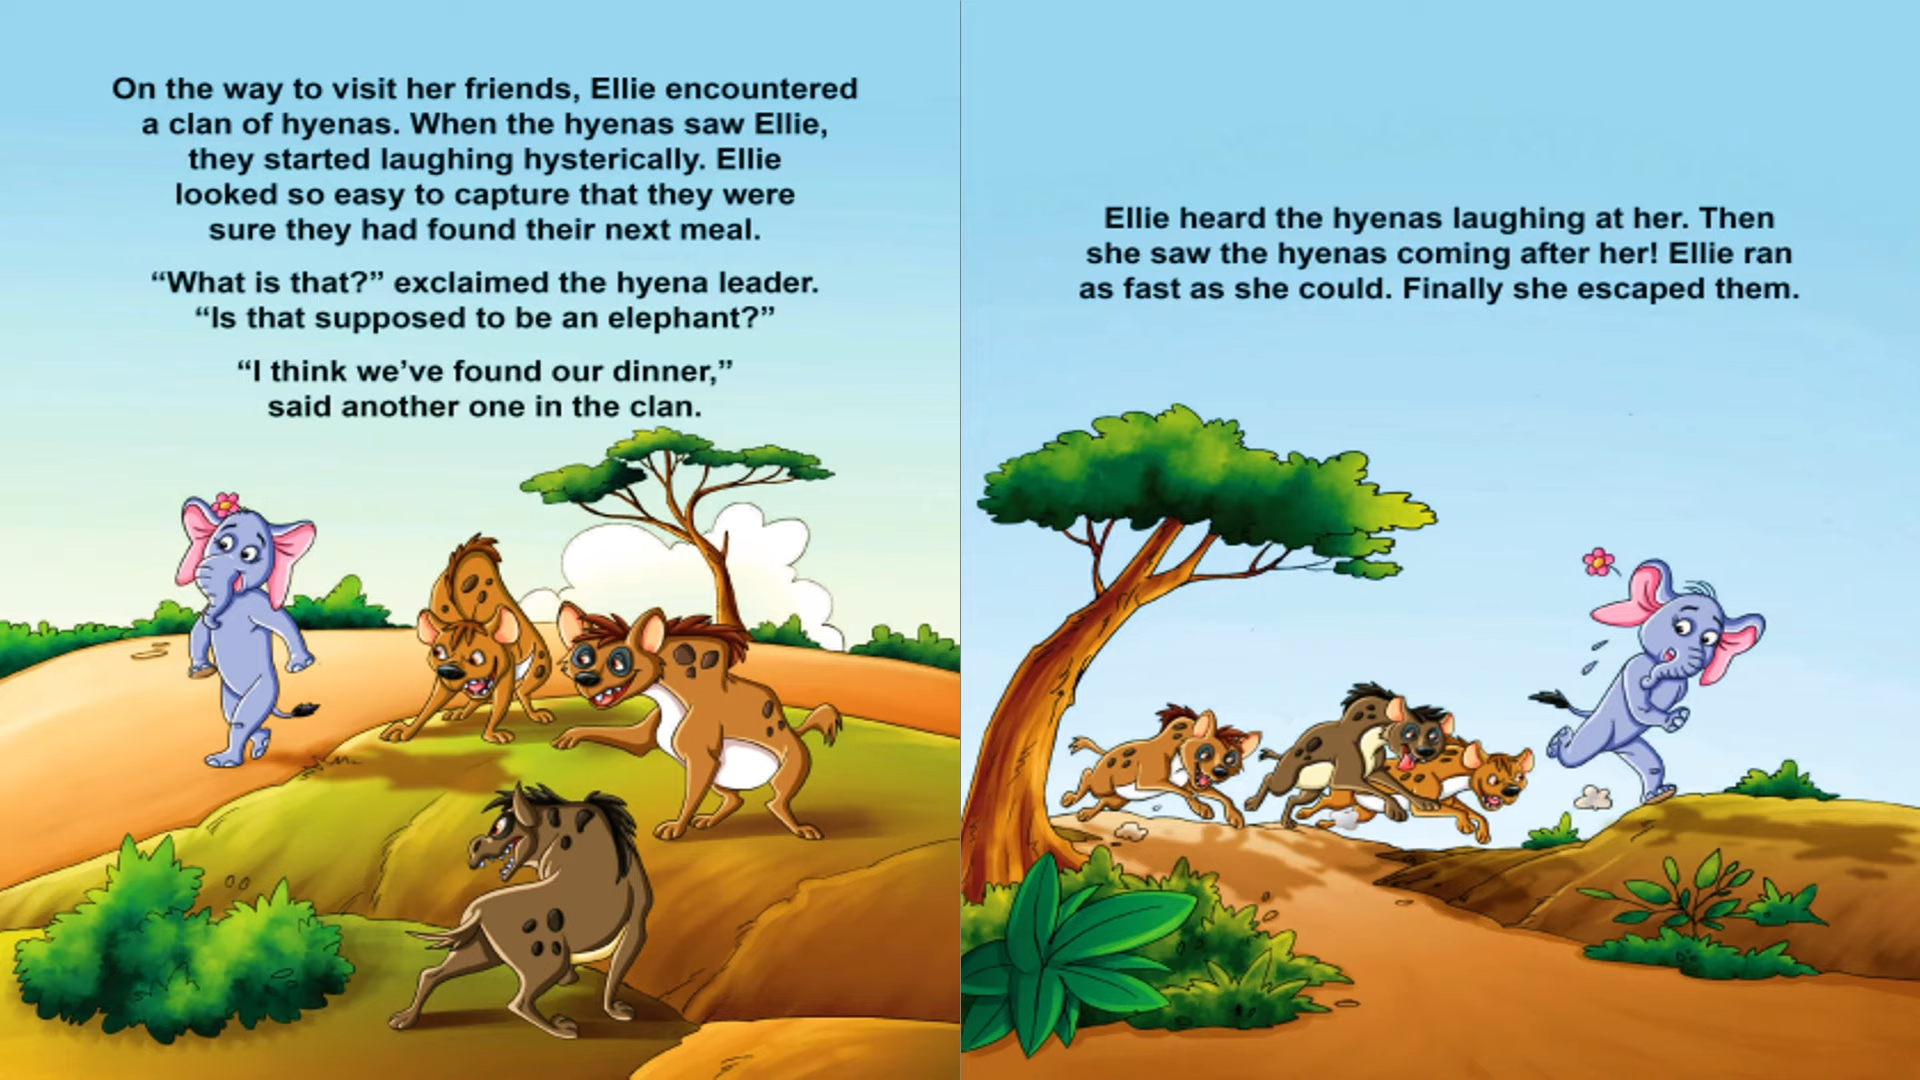 On the way to visit her friends, Ellie encountered
a clan of hyenas. When the hyenas saw Ellie,
they started laughing hysterically. Ellie
looked so easy to capture that they were
sure they had found their next meal.
“What is that?” exclaimed the hyena leader.
“Is that supposed to be an elephant?”
“I think we’ve found our dinner,”
said another one in the clan.
Ellie heard the hyenas laughing at her. Then
she saw the hyenas coming after her! Ellie ran
as fast as she could. Finally she escaped them.